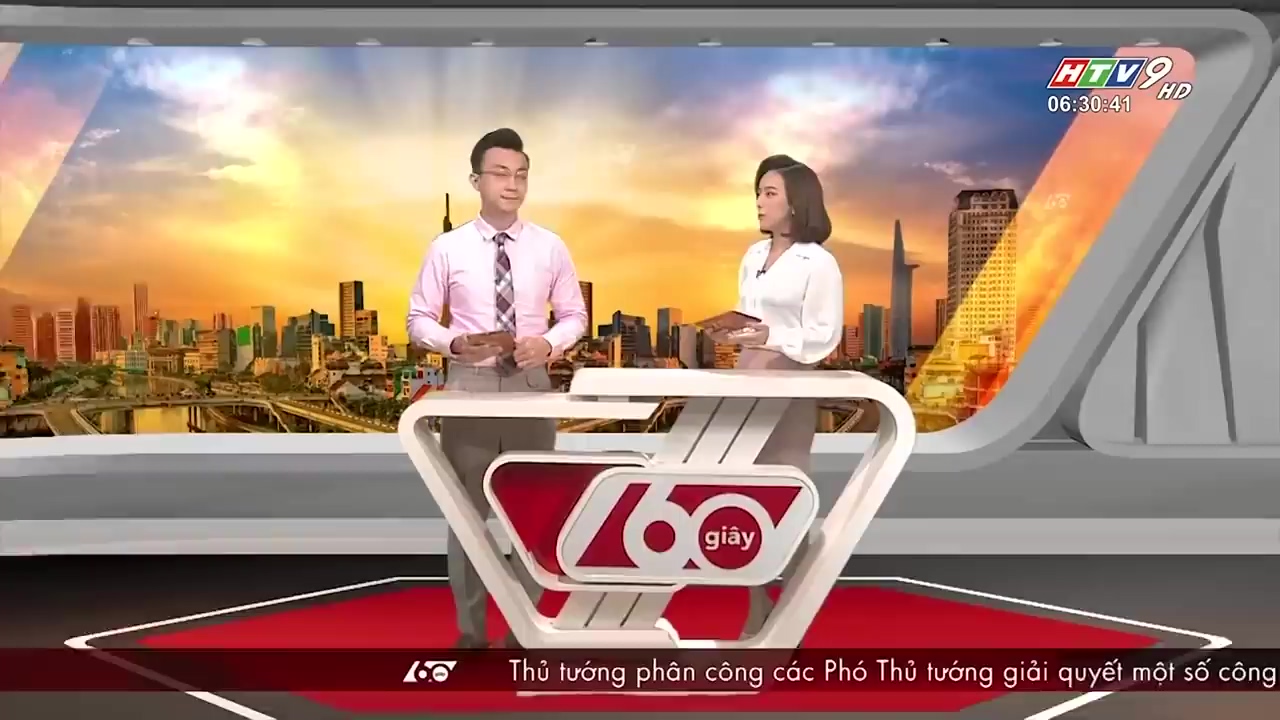 HTV9 HD
06:30:41
60 giây
60 giây Thủ tướng phân công các Phó Thủ tướng giải quyết một số công